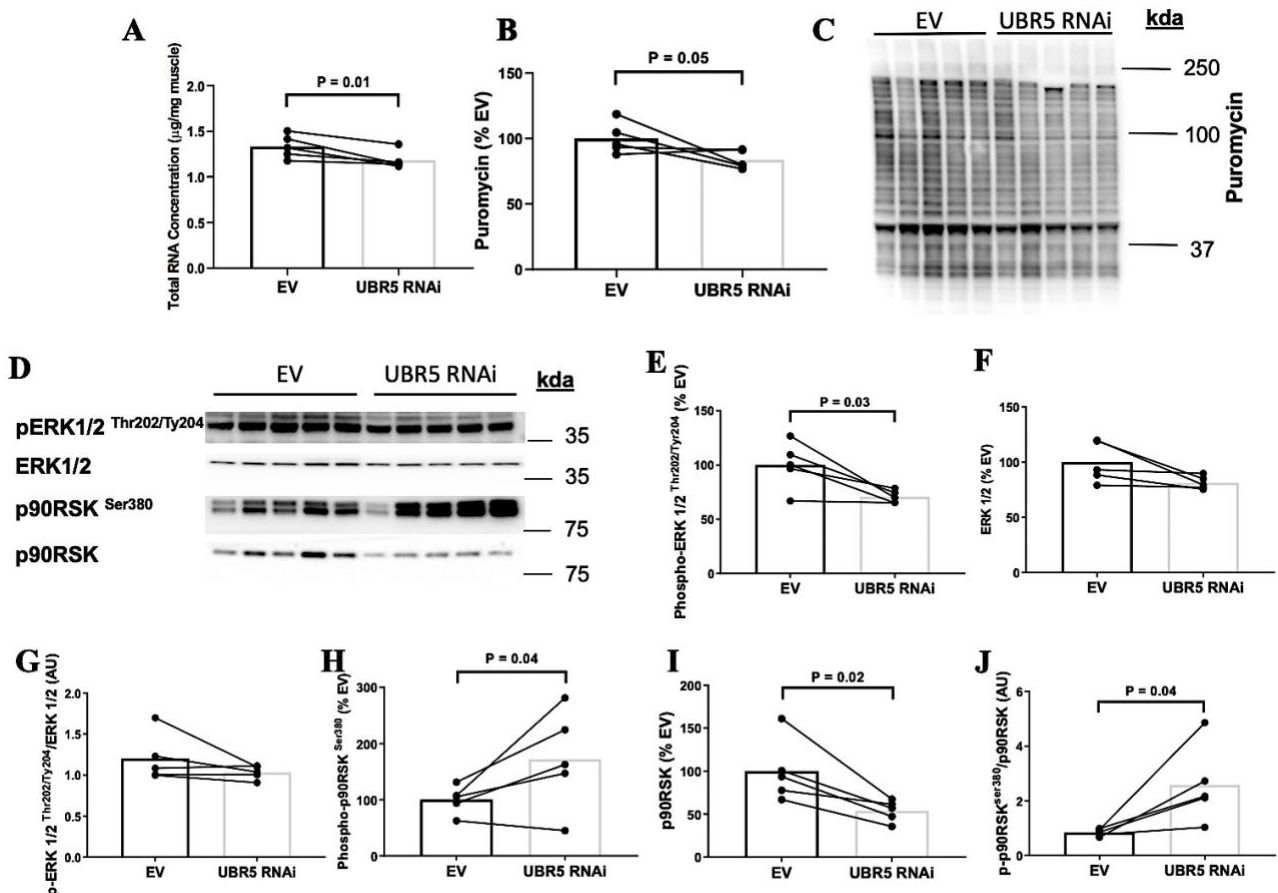 A
Total RNA Concentration (µg/mg muscle)
2.0
1.5
1.0
0.5
0.0
P = 0.01
EV
UBR5 RNAi
B
Puromycin (% EV)
150
100
50
0
P = 0.05
EV
UBR5 RNAi
C
EV
UBR5 RNAi
kda
250
100
37
Puromycin
D
EV
UBR5 RNAi
kda
pERK1/2 Thr202/Ty204
35
ERK1/2
35
p90RSK Ser380
75
p90RSK
75
E
Phospho-ERK 1/2 Thr202/Tyr204 (% EV)
150
100
50
0
P = 0.03
EV
UBR5 RNAi
F
ERK 1/2 (% EV)
150
100
50
0
EV
UBR5 RNAi
G
p-ERK 1/2 Thr202/Ty204/ERK 1/2 (AU)
2.0
1.5
1.0
0.5
0.0
EV
UBR5 RNAi
H
Phospho-p90RSK Ser380 (% EV)
300
200
100
0
P = 0.04
EV
UBR5 RNAi
I
p90RSK (% EV)
200
150
100
50
0
P = 0.02
EV
UBR5 RNAi
J
p-p90RSKser380/p90RSK (AU)
6
4
2
0
P = 0.04
EV
UBR5 RNAi